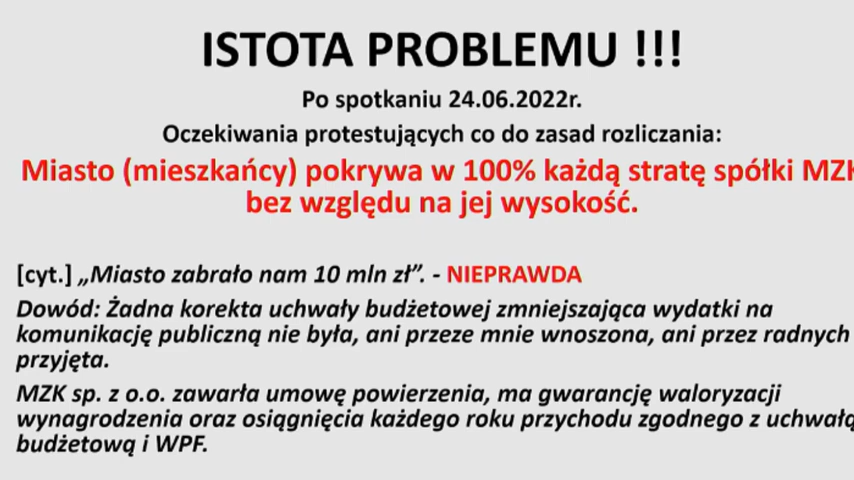 ISTOTA PROBLEMU !!!
Po spotkaniu 24.06.2022r.
Oczekiwania protestujących co do zasad rozliczania:
Miasto (mieszkańcy) pokrywa w 100% każdą stratę spółki MZK
bez względu na jej wysokość.
[cyt.] „Miasto zabrało nam 10 mln zł”. - NIEPRAWDA
Dowód: Żadna korekta uchwały budżetowej zmniejszająca wydatki na
komunikację publiczną nie była, ani przeze mnie wnoszona, ani przez radnych
przyjęta.
MZK sp. z o.o. zawarła umowę powierzenia, ma gwarancję waloryzacji
wynagrodzenia oraz osiągnięcia każdego roku przychodu zgodnego z uchwałą
budżetową i WPF.